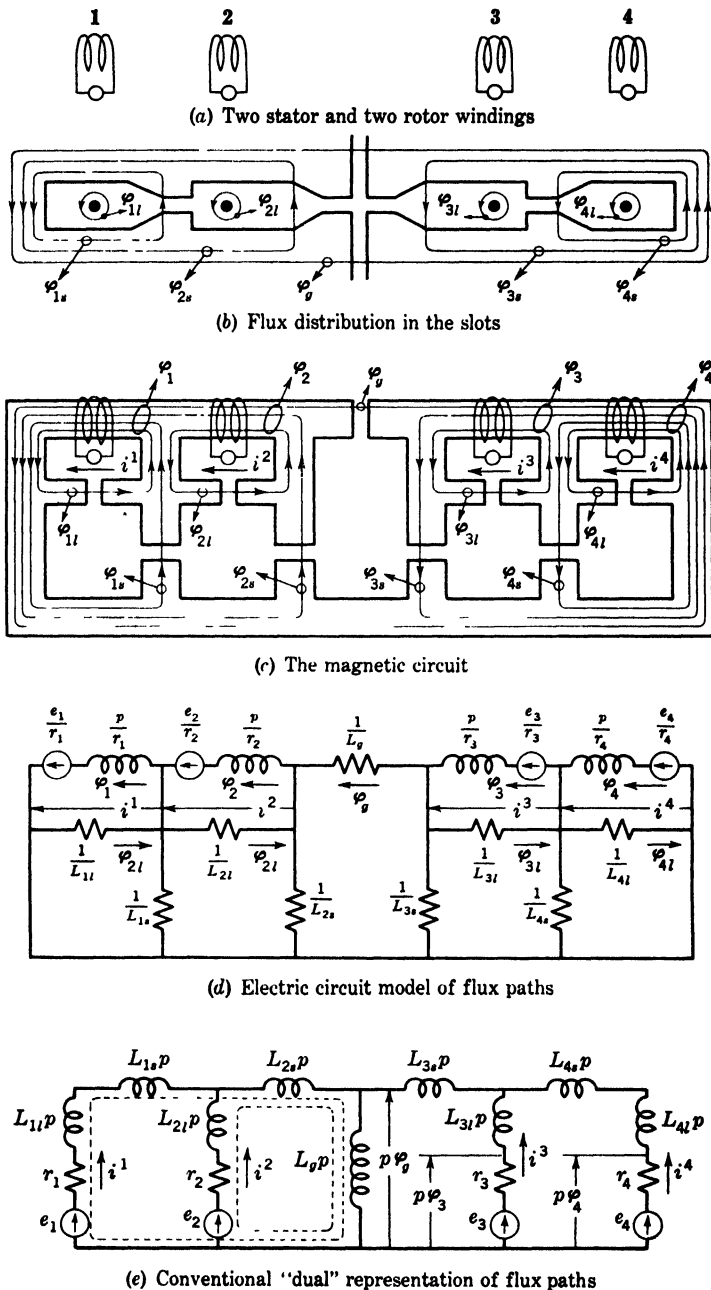 1 2 3 4
(a) Two stator and two rotor windings
φ1l φ2l φ3l φ4l
φ1s φ2s φg φ3s φ4s
(b) Flux distribution in the slots
φ1 φ2 φg φ3 φ4
i1 i2 i3 i4
φ1l φ2l φ3l φ4l
φ1s φ2s φ3s φ4s
(c) The magnetic circuit
e1/r1 p/r1 e2/r2 p/r2 1/Lg p/r3 e3/r3 p/r4 e4/r4
φ1 φ2 φg φ3 φ4
i1 i2 i3 i4
1/L1l φ2l 1/L2l φ2l 1/L3l φ3l 1/L4l φ4l
1/L1s 1/L2s 1/L3s 1/L4s
(d) Electric circuit model of flux paths
L1sp L2sp L3sp L4sp
L1lp L2lp Lgp pφg L3lp L4lp
r1 i1 r2 i2 pφ3 r3 i3 pφ4 r4 i4
e1 e2 e3 e4
(e) Conventional "dual" representation of flux paths